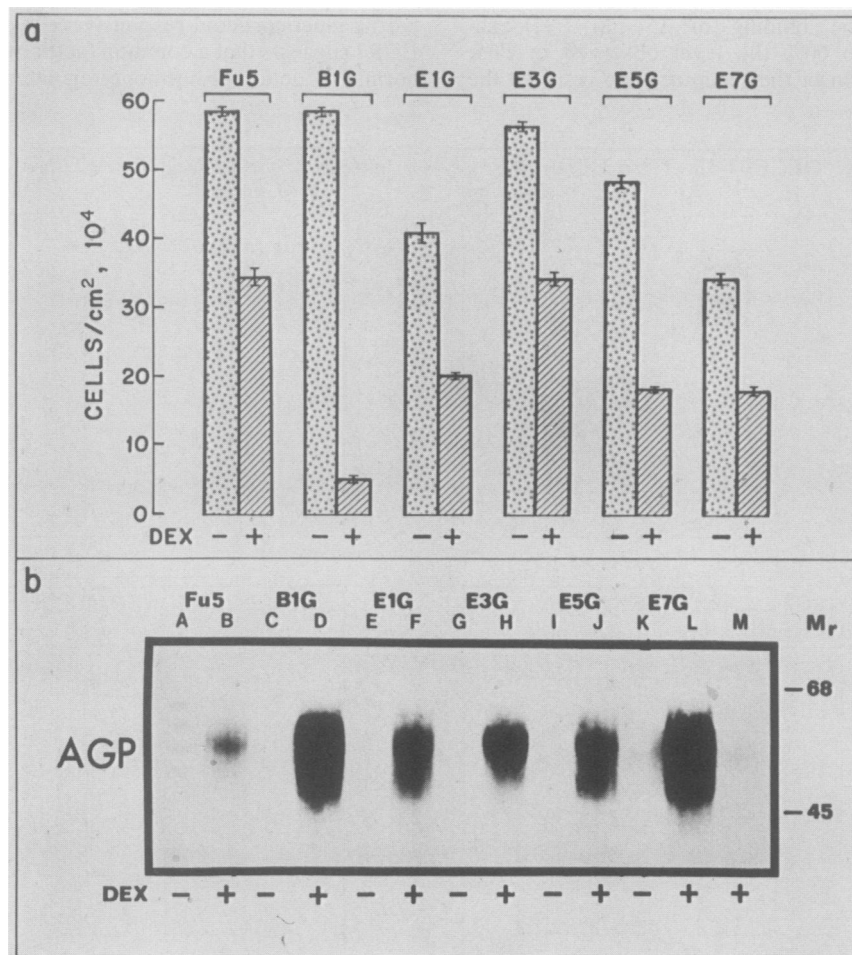 a
Fu5 B1G E1G E3G E5G E7G
60
50
40
30
20
10
0
CELLS/cm², 10⁴
DEX − + − + − + − + − + − +
b
Fu5 B1G E1G E3G E5G E7G
A B C D E F G H I J K L M Mr
68
AGP
45
DEX − + − + − + − + − + − + +